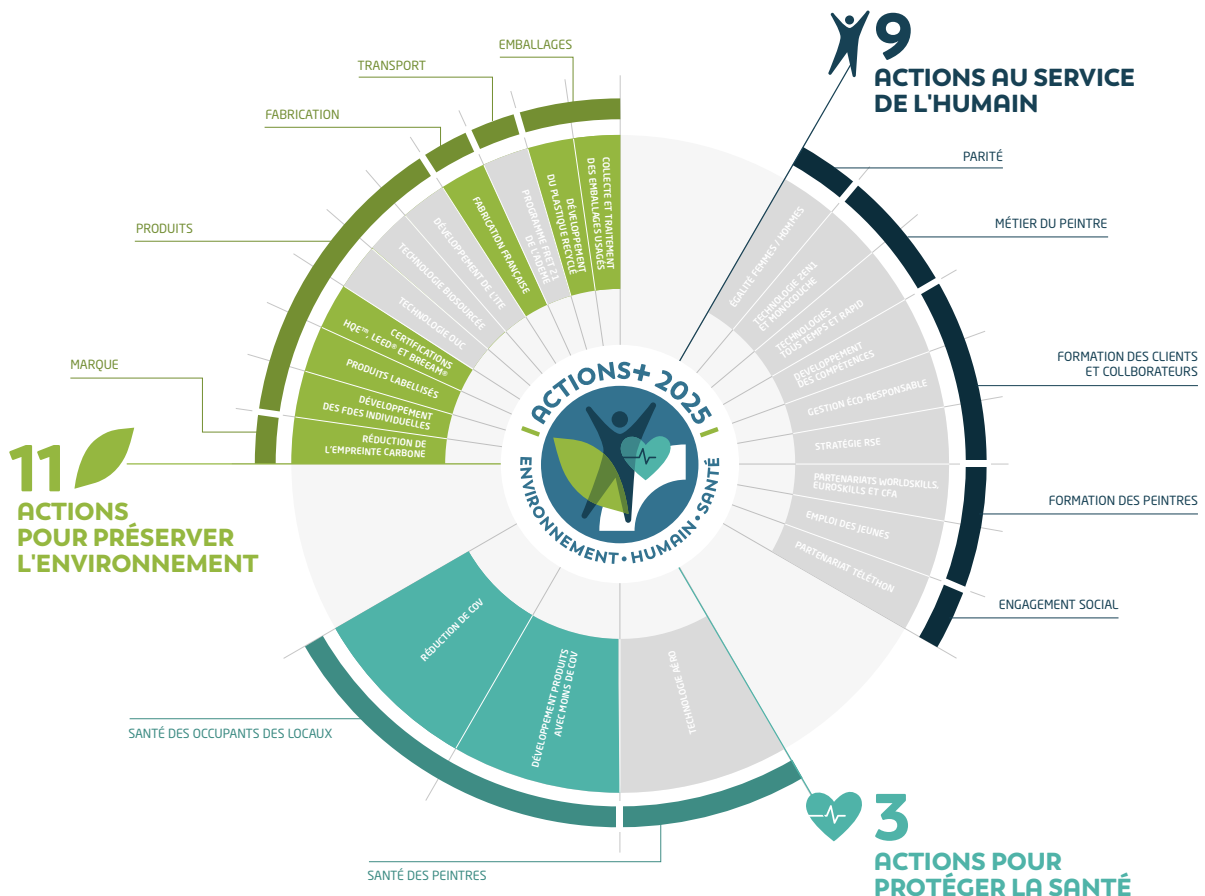 EMBALLAGES
TRANSPORT
FABRICATION
PRODUITS
MARQUE
11
ACTIONS
POUR PRÉSERVER
L'ENVIRONNEMENT
COLLECTE ET TRAITEMENT
DES EMBALLAGES USAGÉS
DÉVELOPPEMENT
DU PLASTIQUE RECYCLÉ
PROGRAMME FRET 21
DE L'ADEME
FABRICATION FRANÇAISE
DÉVELOPPEMENT DE L'ITE
TECHNOLOGIE BIOSOURCÉE
TECHNOLOGIE OUC
CERTIFICATIONS
HQE™, LEED® ET BREEAM®
PRODUITS LABELLISÉS
DÉVELOPPEMENT
DES FDES INDIVIDUELLES
RÉDUCTION DE
L'EMPREINTE CARBONE
9
ACTIONS AU SERVICE
DE L'HUMAIN
PARITÉ
MÉTIER DU PEINTRE
FORMATION DES CLIENTS
ET COLLBORATEURS
FORMATION DES PEINTRES
ENGAGEMENT SOCIAL
ÉGALITÉ FEMMES / HOMMES
TECHNOLOGIE 2EN1
ET MONOCOUCHE
TECHNOLOGIES
TOUS TEMPS ET RAPID
DÉVELOPPEMENT
DES COMPÉTENCES
GESTION ÉCO-RESPONSABLE
STRATÉGIE RSE
PARTENARIATS WORLDSKILLS,
EUROSKILLS ET CFA
EMPLOI DES JEUNES
PARTENARIAT TÉLÉTHON
ACTIONS+ 2025
ENVIRONNEMENT • HUMAIN • SANTÉ
RÉDUCTION DE COV
DÉVELOPPEMENT PRODUITS
AVEC MOINS DE COV
TECHNOLOGIE AÉRO
SANTÉ DES OCCUPANTS DES LOCAUX
SANTÉ DES PEINTRES
3
ACTIONS POUR
PROTÉGER LA SANTÉ